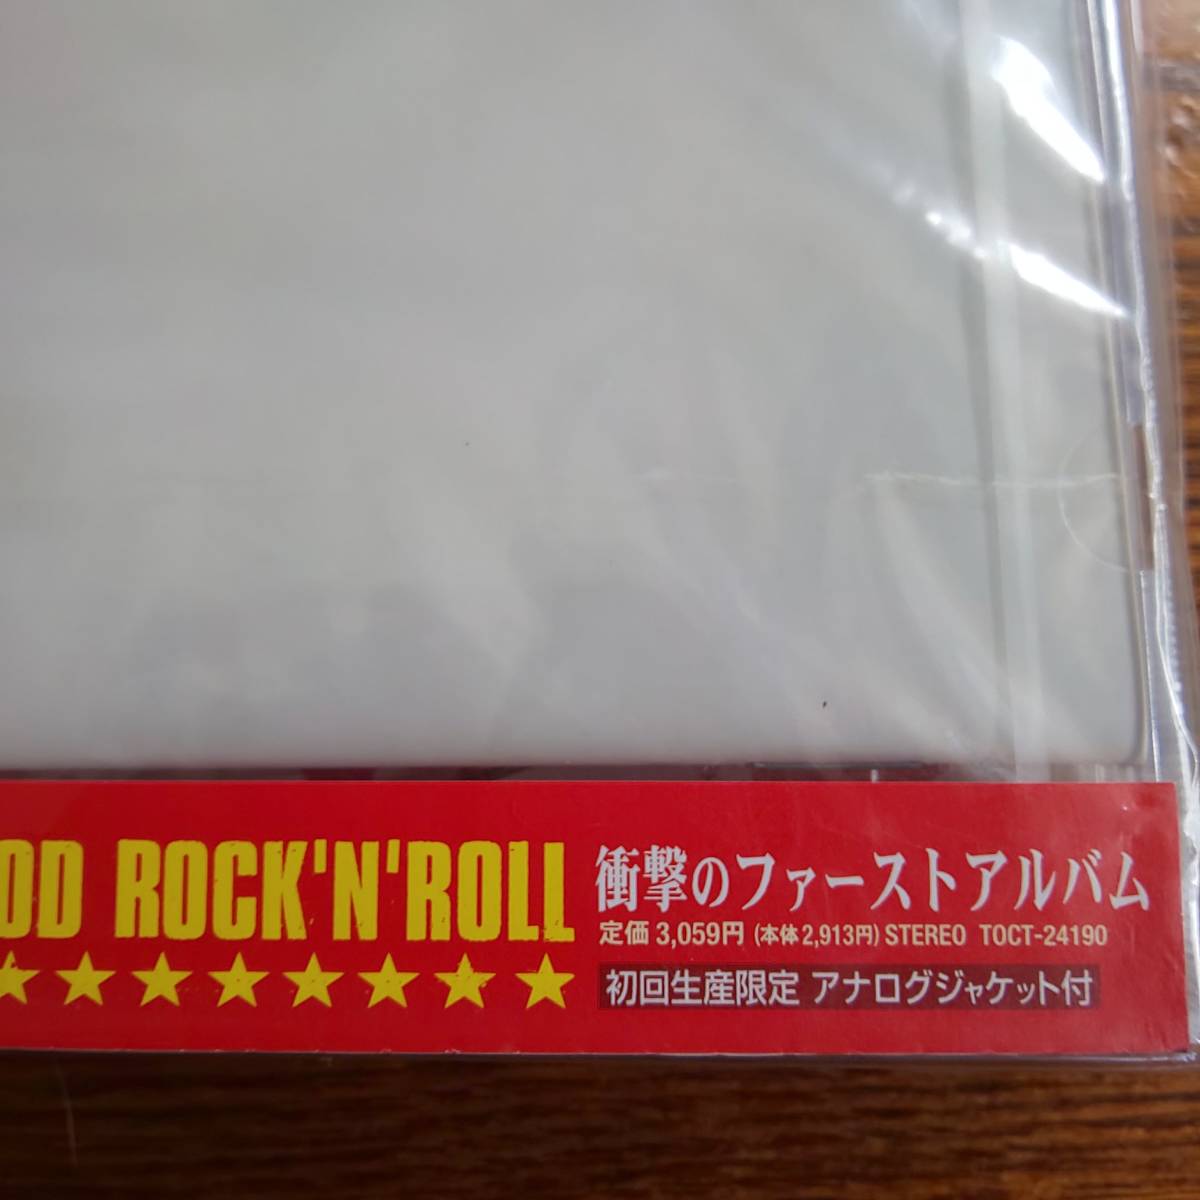 OD ROCK'N'ROLL
衝撃のファーストアルバム
定価 3,059円 (本体2,913円) STEREO TOCT-24190
初回生産限定 アナログジャケット付